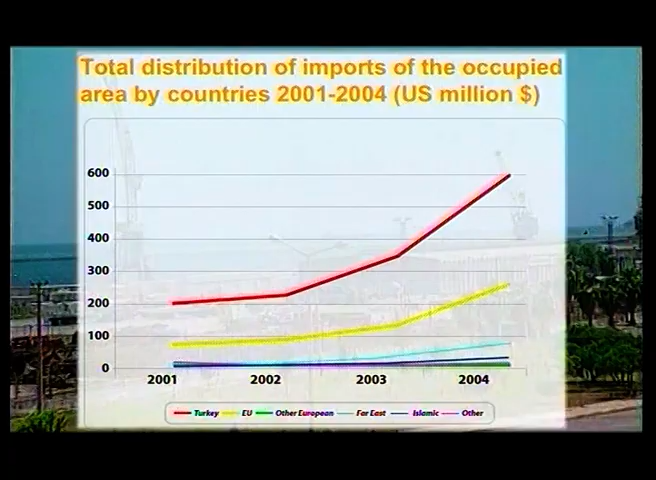 Total distribution of imports of the occupied
area by countries 2001-2004 (US million $)
600
500
400
300
200
100
0
2001 2002 2003 2004
Turkey EU Other European Far East Islamic Other